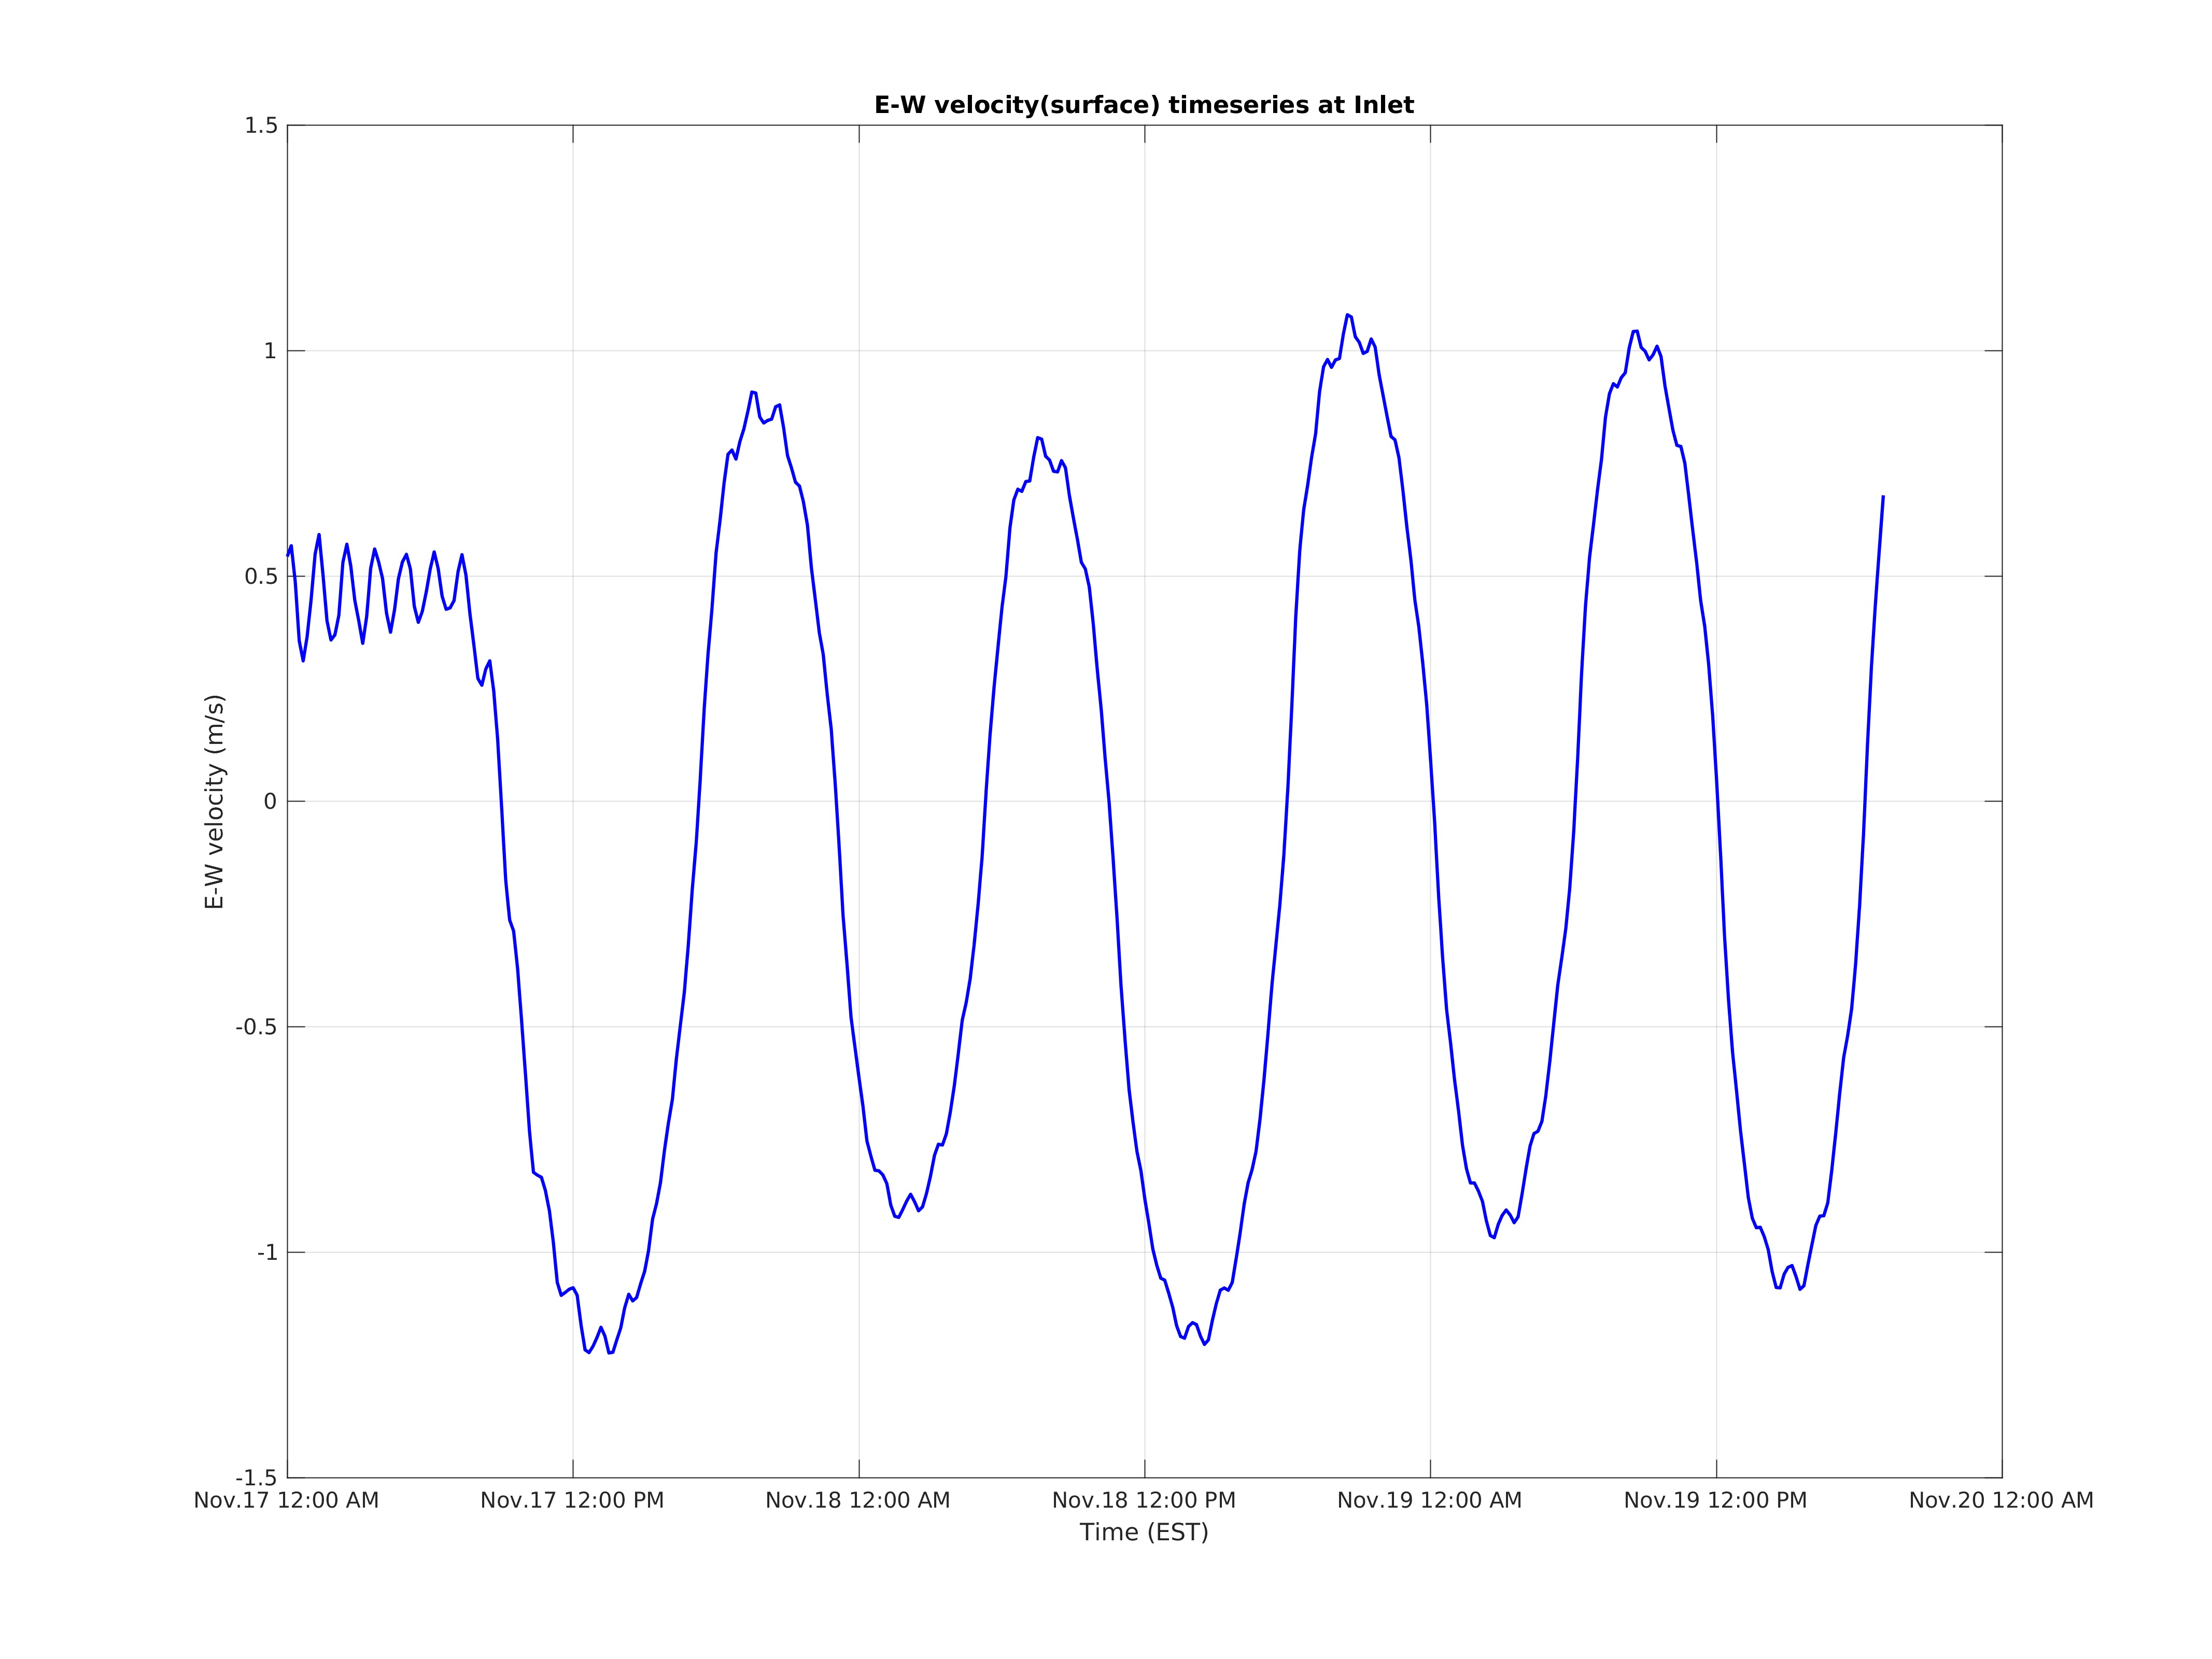 E-W velocity(surface) timeseries at Inlet
1.5
1
0.5
0
-0.5
-1
-1.5
E-W velocity (m/s)
Nov.17 12:00 AM Nov.17 12:00 PM Nov.18 12:00 AM Nov.18 12:00 PM Nov.19 12:00 AM Nov.19 12:00 PM Nov.20 12:00 AM
Time (EST)